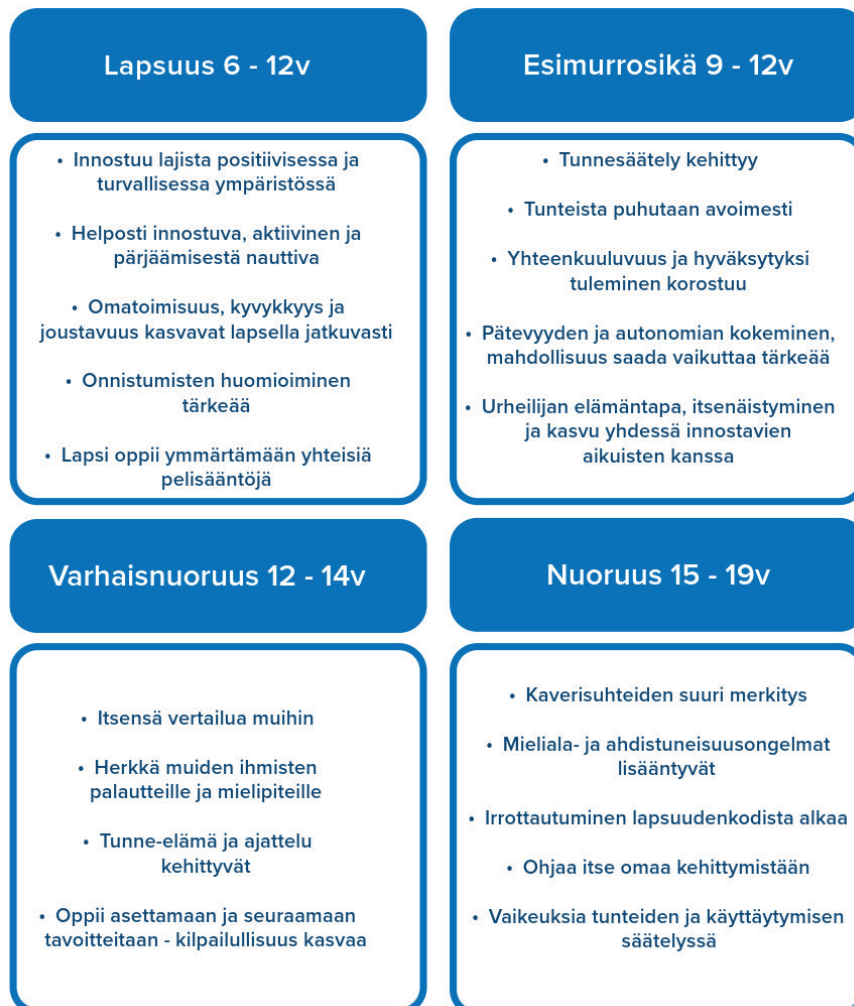 Lapsuus 6 - 12v
• Innostuu lajista positiivisessa ja
turvallisessa ympäristössä
• Helposti innostuva, aktiivinen ja
pärjäämisestä nauttiva
• Omatoimisuus, kyvykkyys ja
joustavuus kasvavat lapsella jatkuvasti
• Onnistumisten huomioiminen
tärkeää
• Lapsi oppii ymmärtämään yhteisiä
pelisääntöjä
Esimurrosikä 9 - 12v
• Tunnesäätely kehittyy
• Tunteista puhutaan avoimesti
• Yhteenkuuluvuus ja hyväksytyksi
tuleminen korostuu
• Pätevyyden ja autonomian kokeminen,
mahdollisuus saada vaikuttaa tärkeää
• Urheilijan elämäntapa, itsenäistyminen
ja kasvu yhdessä innostavien
aikuisten kanssa
Varhaisnuoruus 12 - 14v
• Itsensä vertailua muihin
• Herkkä muiden ihmisten
palautteille ja mielipiteille
• Tunne-elämä ja ajattelu
kehittyvät
• Oppii asettamaan ja seuraamaan
tavoitteitaan - kilpailullisuus kasvaa
Nuoruus 15 - 19v
• Kaverisuhteiden suuri merkitys
• Mieliala- ja ahdistuneisuusongelmat
lisääntyvät
• Irrottautuminen lapsuudenkodista alkaa
• Ohjaa itse omaa kehittymistään
• Vaikeuksia tunteiden ja käyttäytymisen
säätelyssä